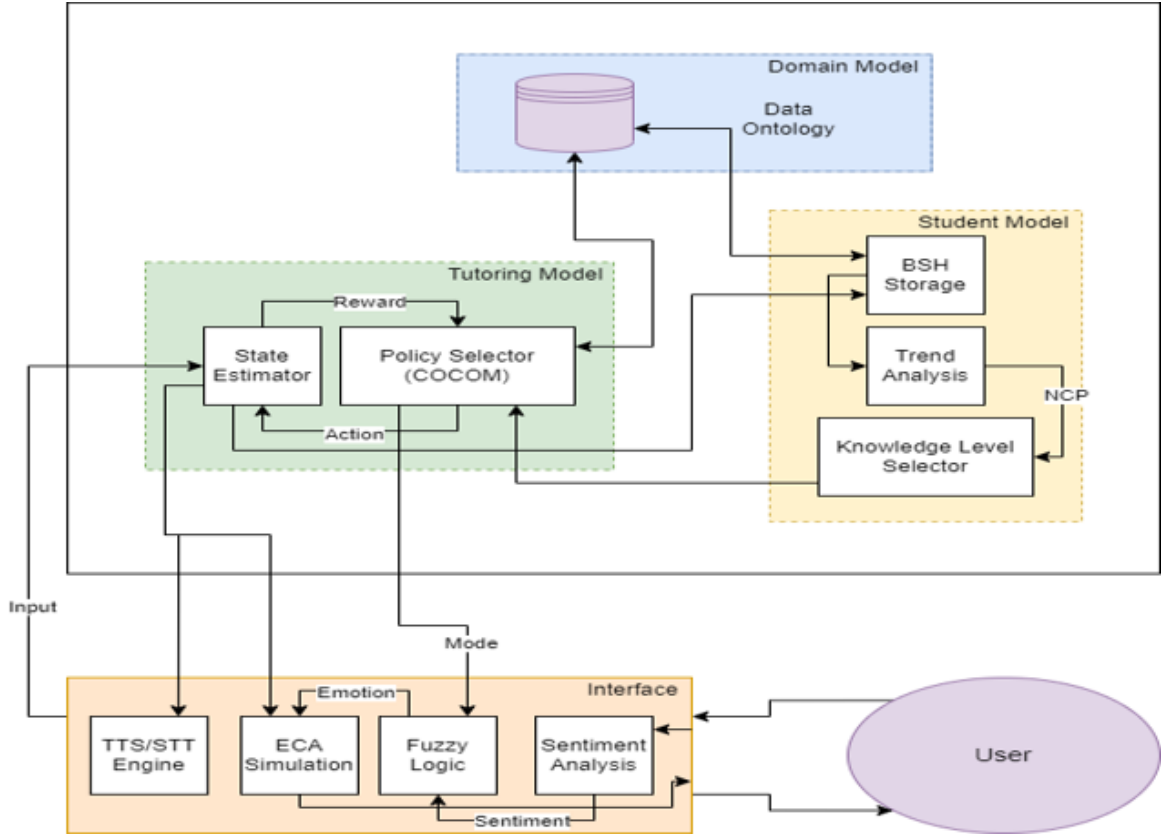 Domain Model
Data
Ontology
Student Model
BSH
Storage
Tutoring Model
Reward
State
Estimator
Policy Selector
(COCOM)
Trend
Analysis
NCP
Action
Knowledge Level
Selector
Input
Mode
Interface
Emotion
TTS/STT
Engine
ECA
Simulation
Fuzzy
Logic
Sentiment
Analysis
User
Sentiment